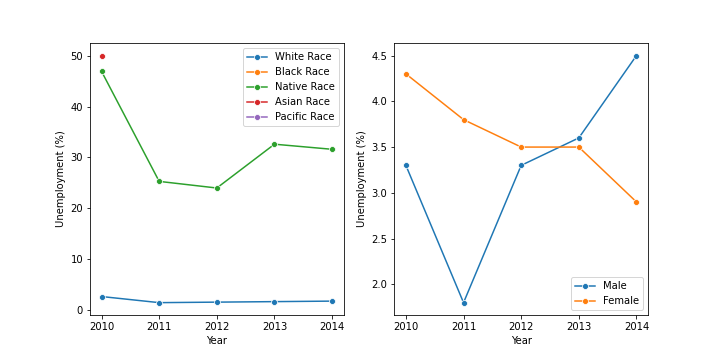 50
40
30
20
10
0
Unemployment (%)
2010 2011 2012 2013 2014
Year
White Race
Black Race
Native Race
Asian Race
Pacific Race
4.5
4.0
3.5
3.0
2.5
2.0
Unemployment (%)
2010 2011 2012 2013 2014
Year
Male
Female